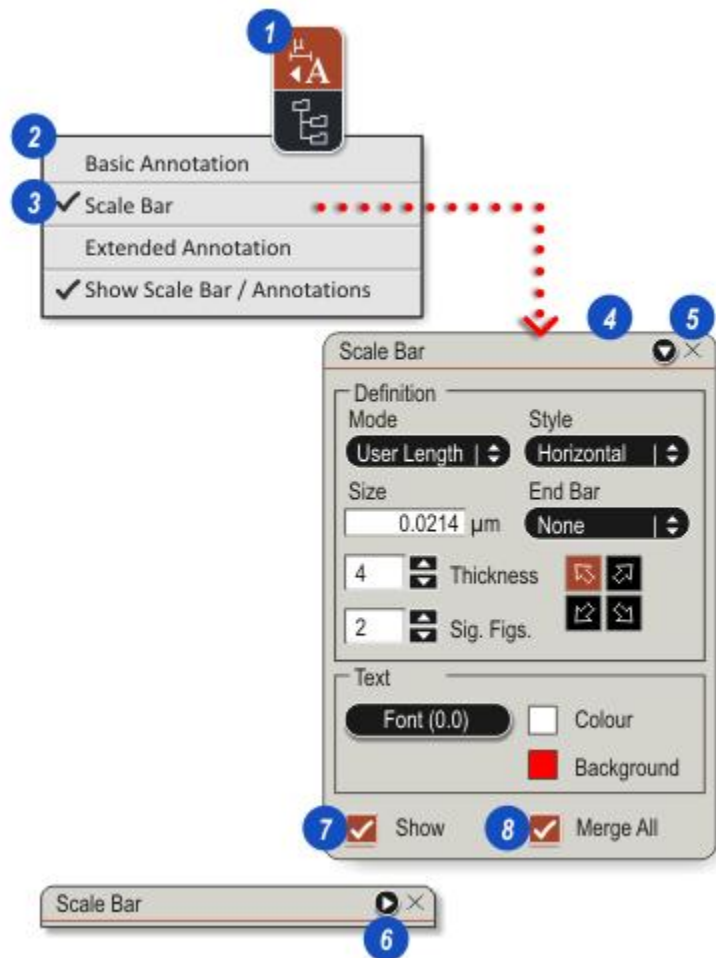 1
µ
A
2
Basic Annotation
3
Scale Bar
Extended Annotation
Show Scale Bar / Annotations
4
5
Scale Bar
Definition
Mode Style
User Length Horizontal
Size End Bar
0.0214 µm None
4 Thickness
2 Sig. Figs.
Text
Font (0.0) Colour
Background
7 Show 8 Merge All
Scale Bar
6